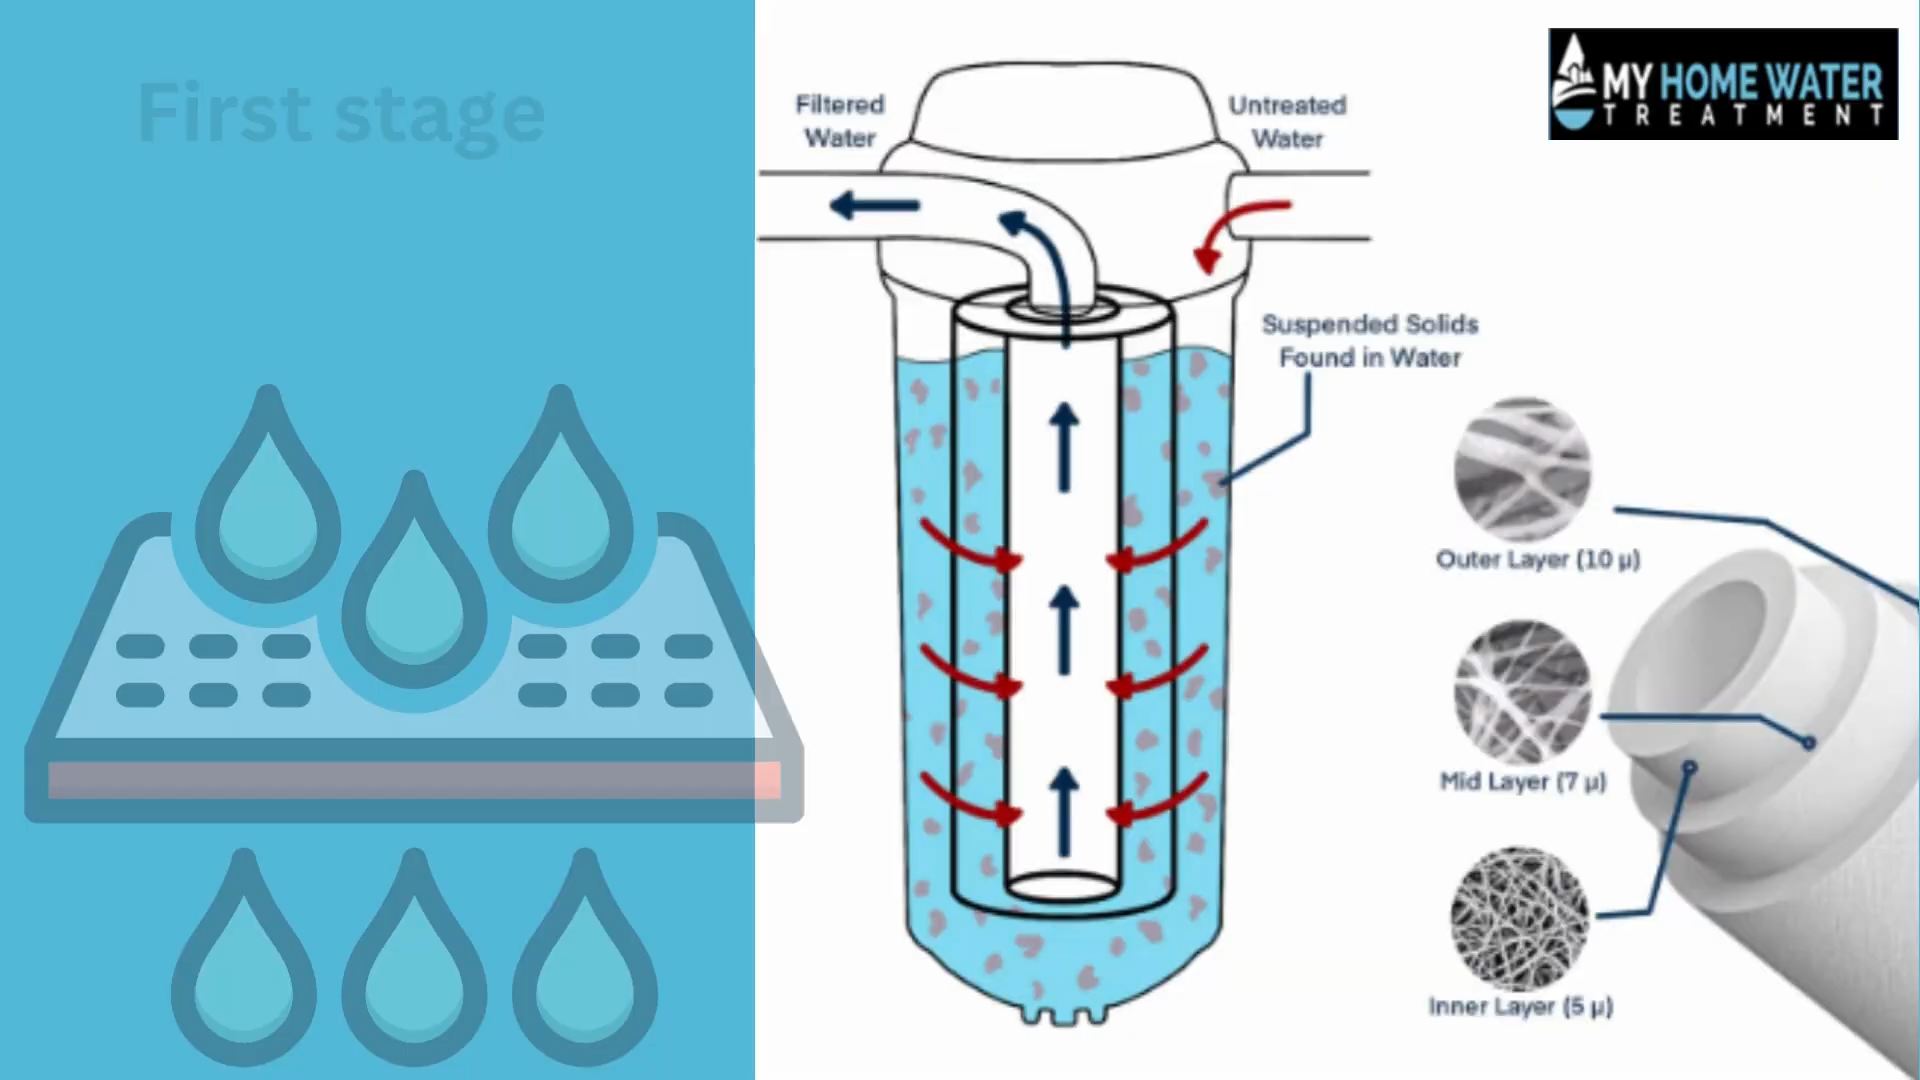 First stage
Filtered
Water
Untreated
Water
MY HOME WATER
TREATMENT
Suspended Solids
Found in Water
Outer Layer (10 µ)
Mid Layer (7 µ)
Inner Layer (5 µ)